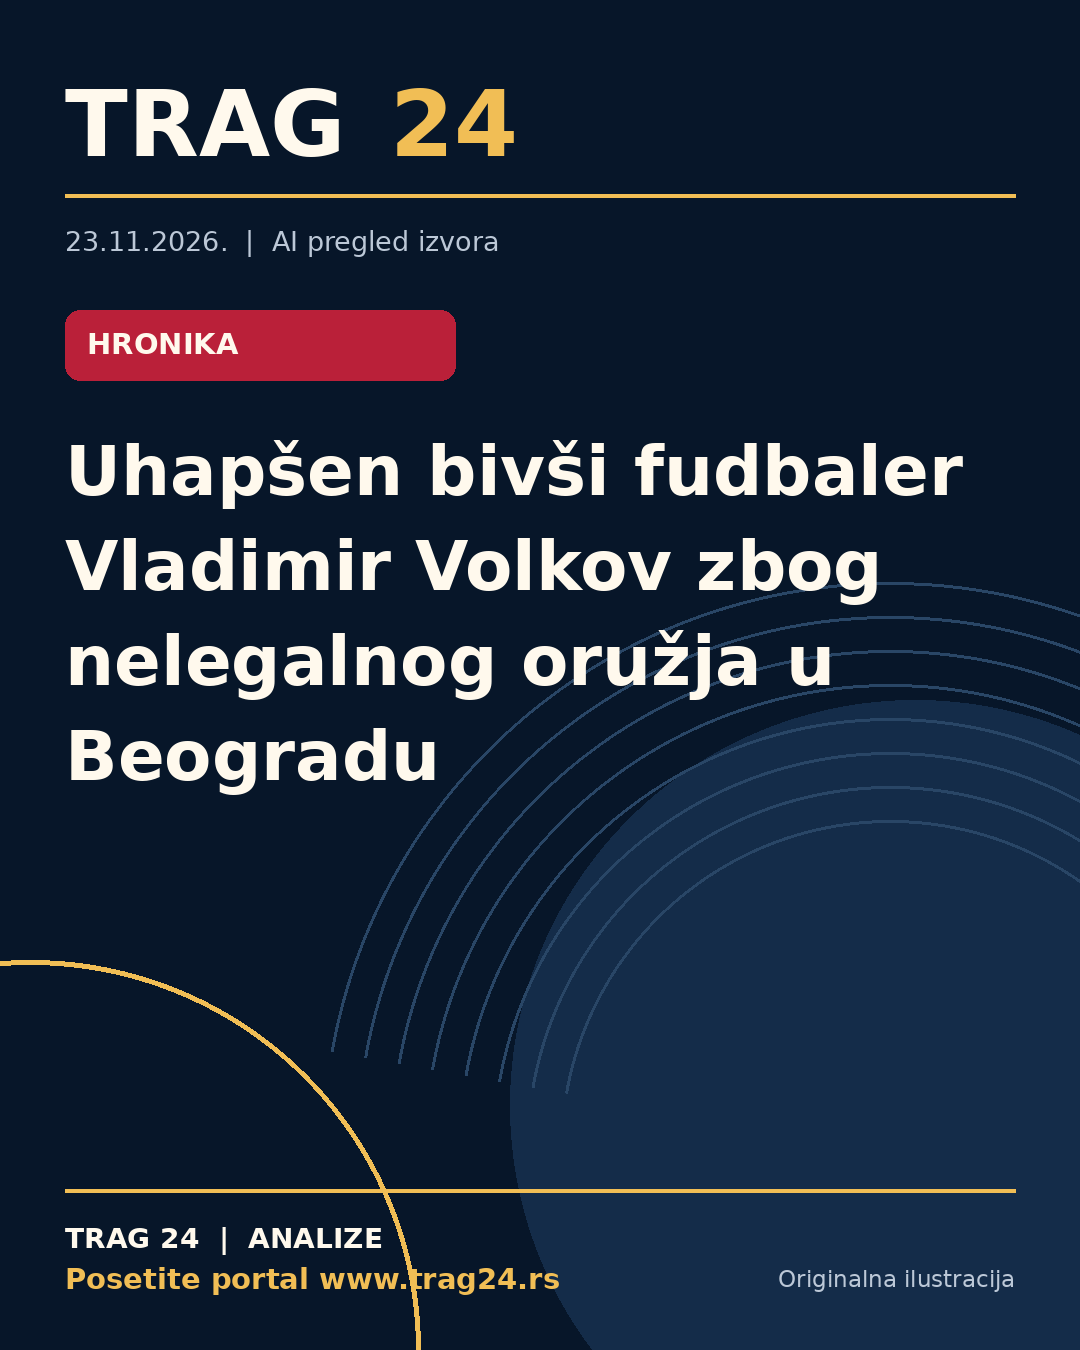 TRAG 24
23.11.2026. | AI pregled izvora
HRONIKA
Uhapšen bivši fudbaler
Vladimir Volkov zbog
nelegalnog oružja u
Beogradu
TRAG 24 | ANALIZE
Posetite portal www.trag24.rs
Originalna ilustracija